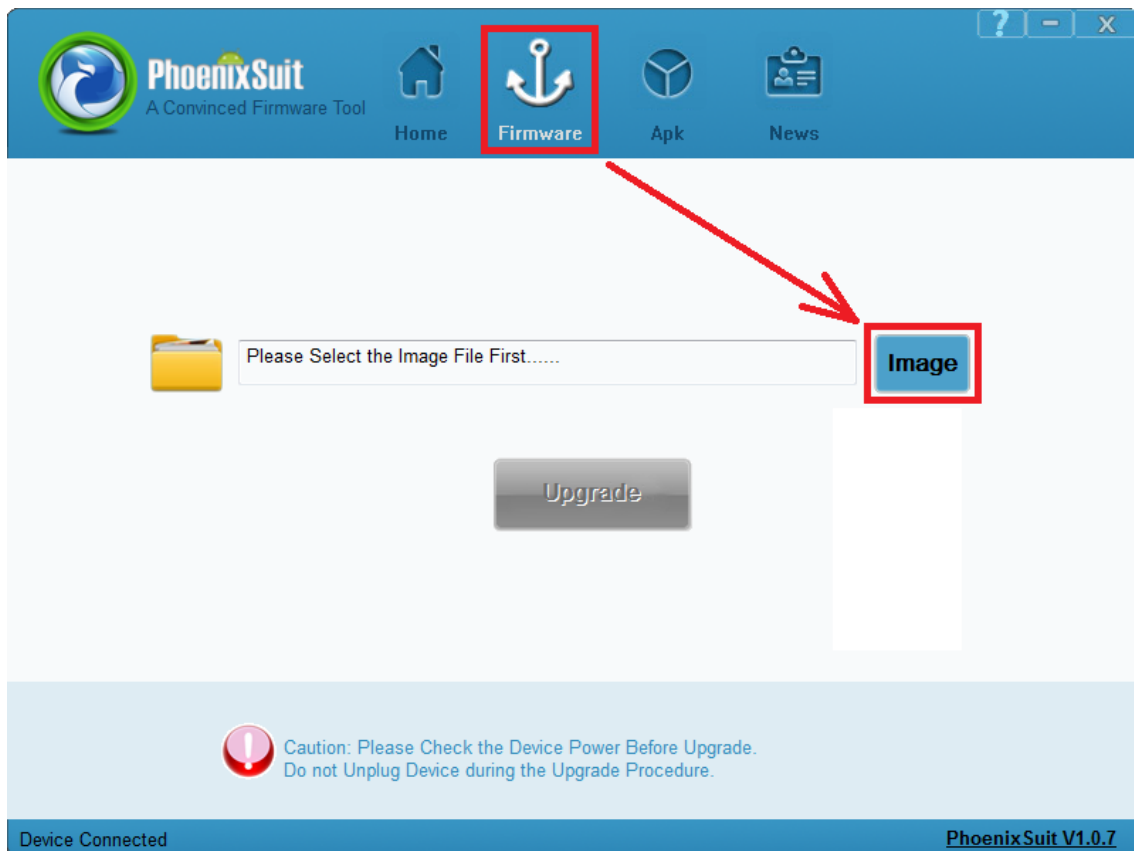 ? - X
PhoenixSuit
A Convinced Firmware Tool
Home Firmware Apk News
Please Select the Image File First......
Image
Upgrade
Caution: Please Check the Device Power Before Upgrade.
Do not Unplug Device during the Upgrade Procedure.
Device Connected
PhoenixSuit V1.0.7